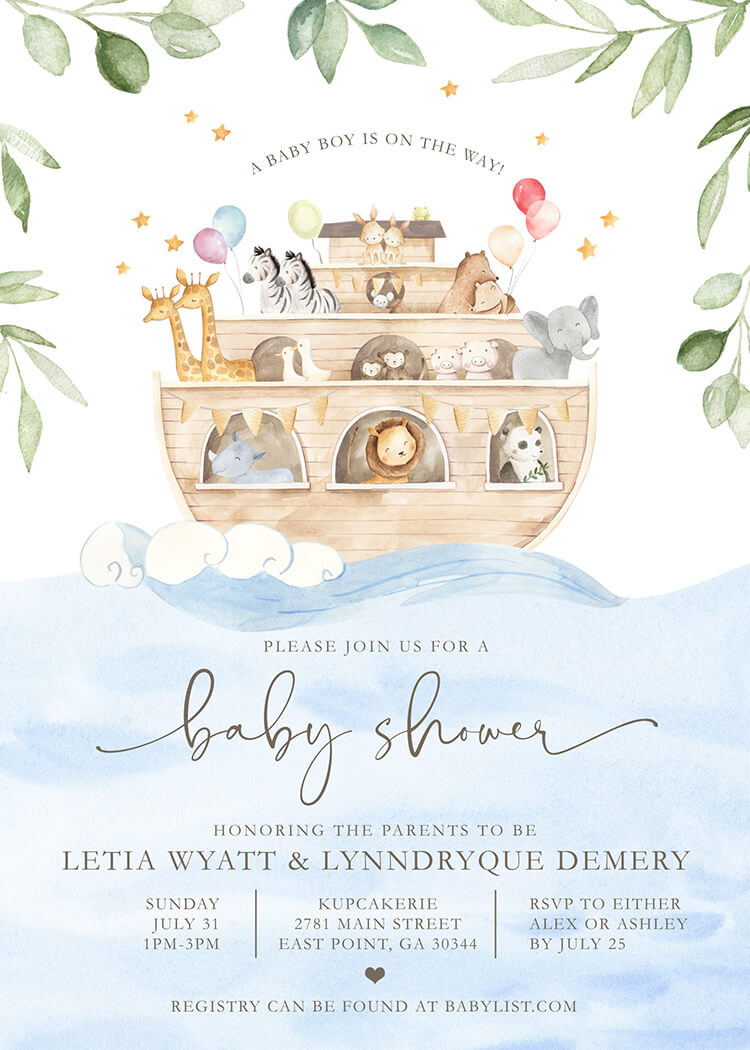 A BABY BOY IS ON THE WAY!
PLEASE JOIN US FOR A
baby shower
HONORING THE PARENTS TO BE
LETIA WYATT & LYNNDRYQUE DEMERY
SUNDAY
JULY 31
1PM-3PM
KUPCAKERIE
2781 MAIN STREET
EAST POINT, GA 30344
RSVP TO EITHER
ALEX OR ASHLEY
BY JULY 25
REGISTRY CAN BE FOUND AT BABYLIST.COM